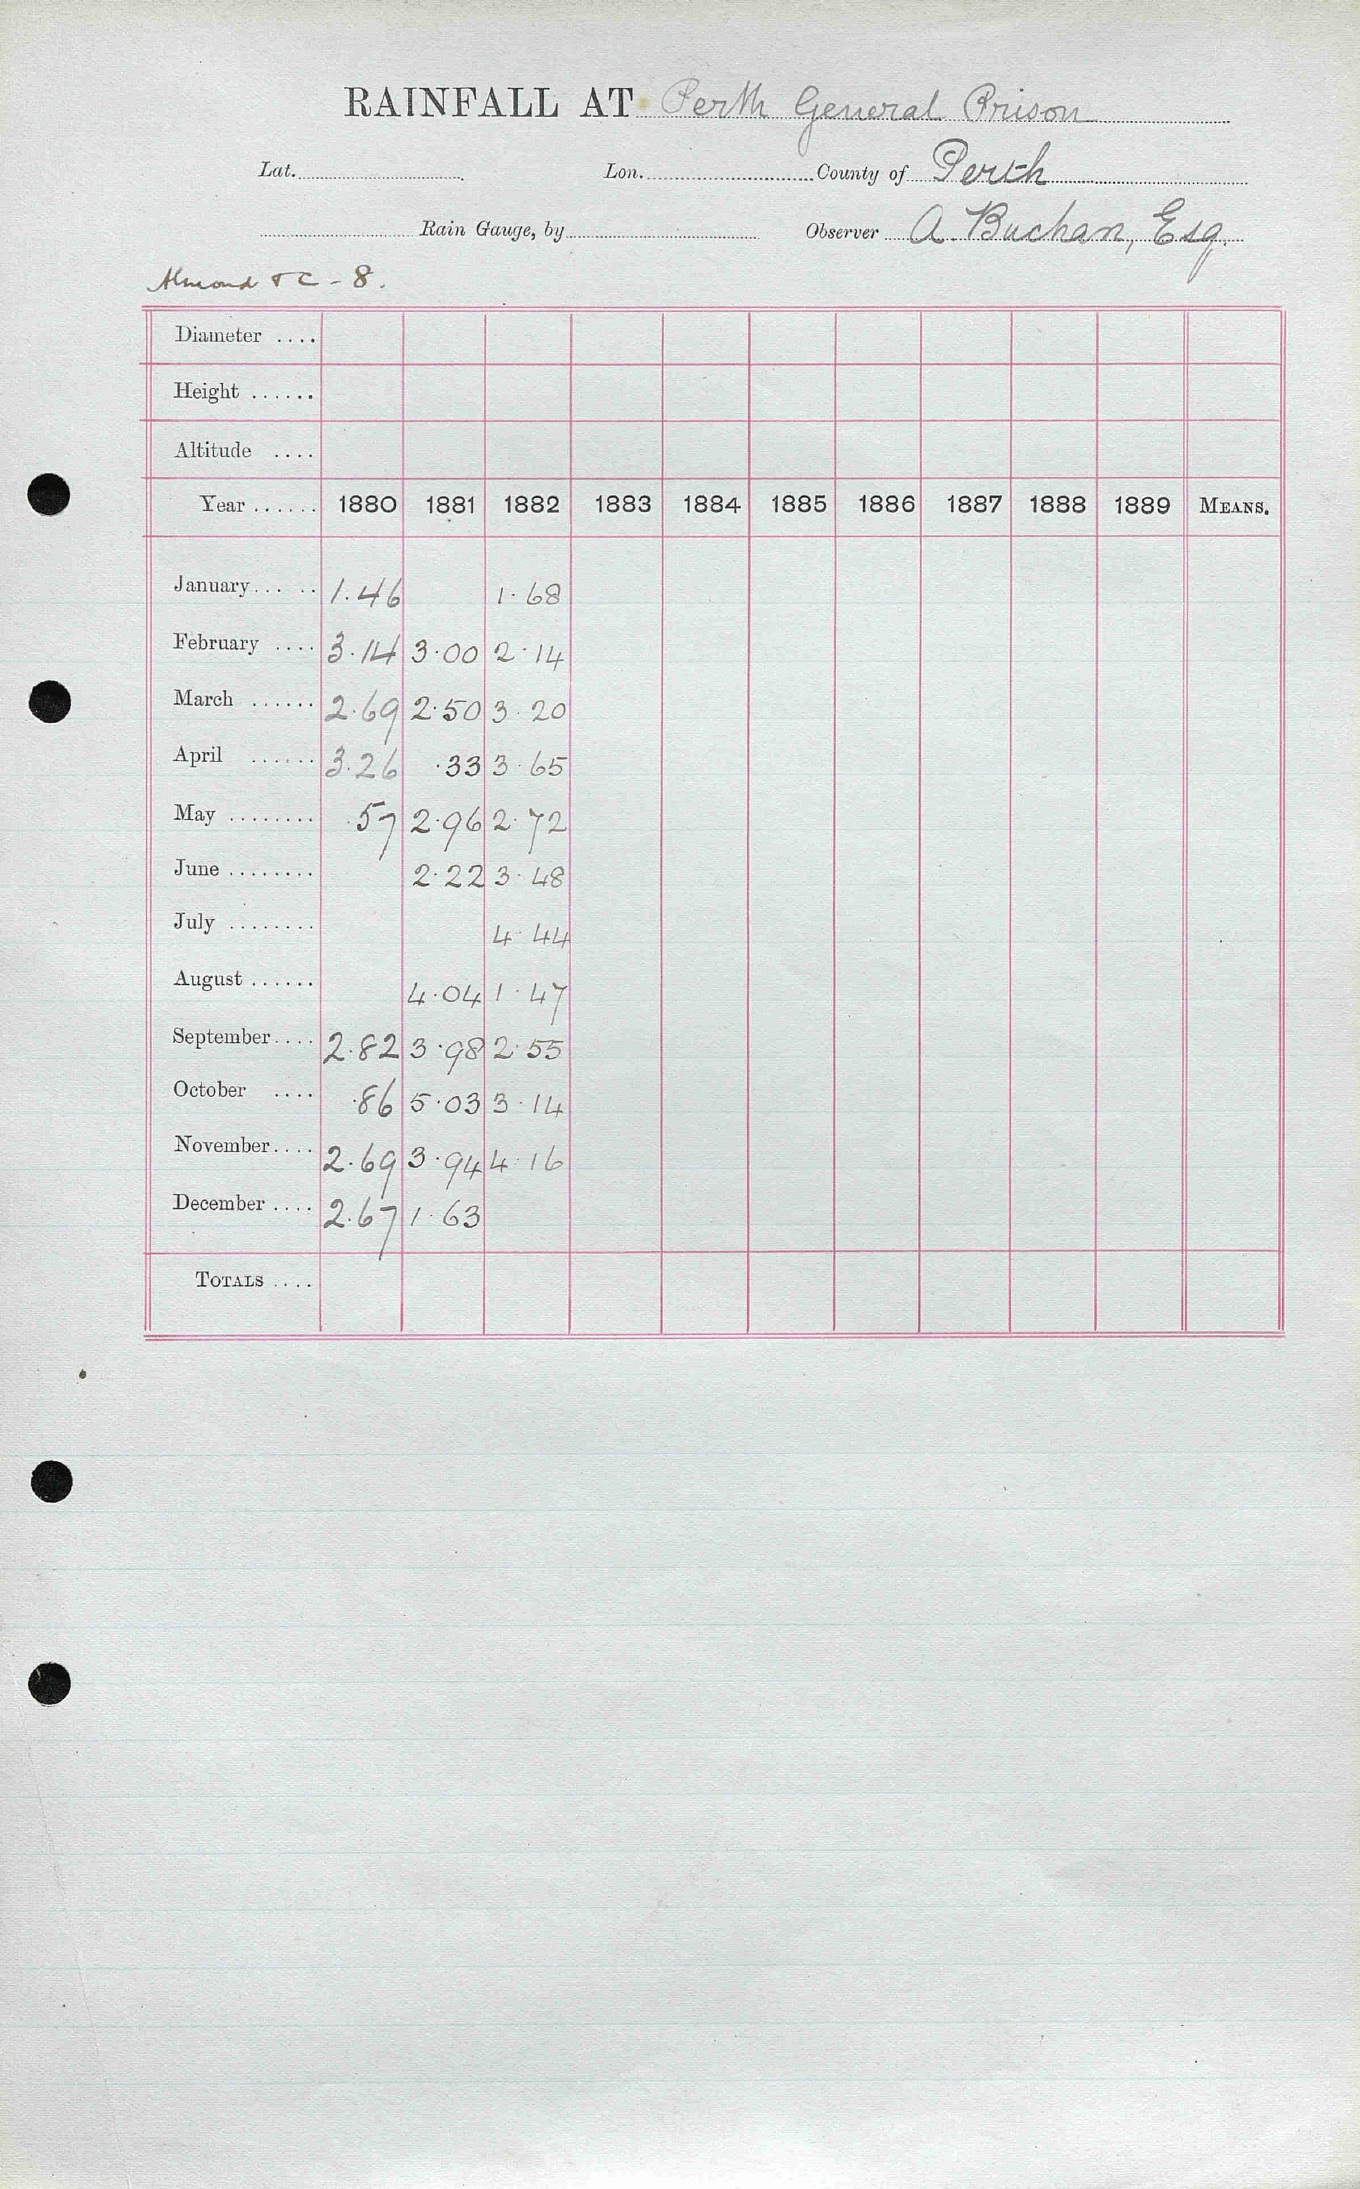 RAINFALL AT Perth General Prison
Lat. Lon. County of Perth
Rain Gauge, by Observer A. Buchan, Esq.
Almond & C - 8.
Diameter ....
Height ......
Altitude ....
Year ...... 1880 1881 1882 1883 1884 1885 1886 1887 1888 1889 MEANS.
January... .. 1.46 1.68
February .... 3.14 3.00 2.14
March ...... 2.69 2.50 3.20
April ...... 3.26 .33 3.65
May ........ .57 2.96 2.72
June ........ 2.22 3.48
July ........ 4.44
August ...... 4.04 1.47
September.... 2.82 3.98 2.55
October .... .86 5.03 3.14
November.... 2.69 3.94 4.16
December .... 2.67 1.63
TOTALS ....